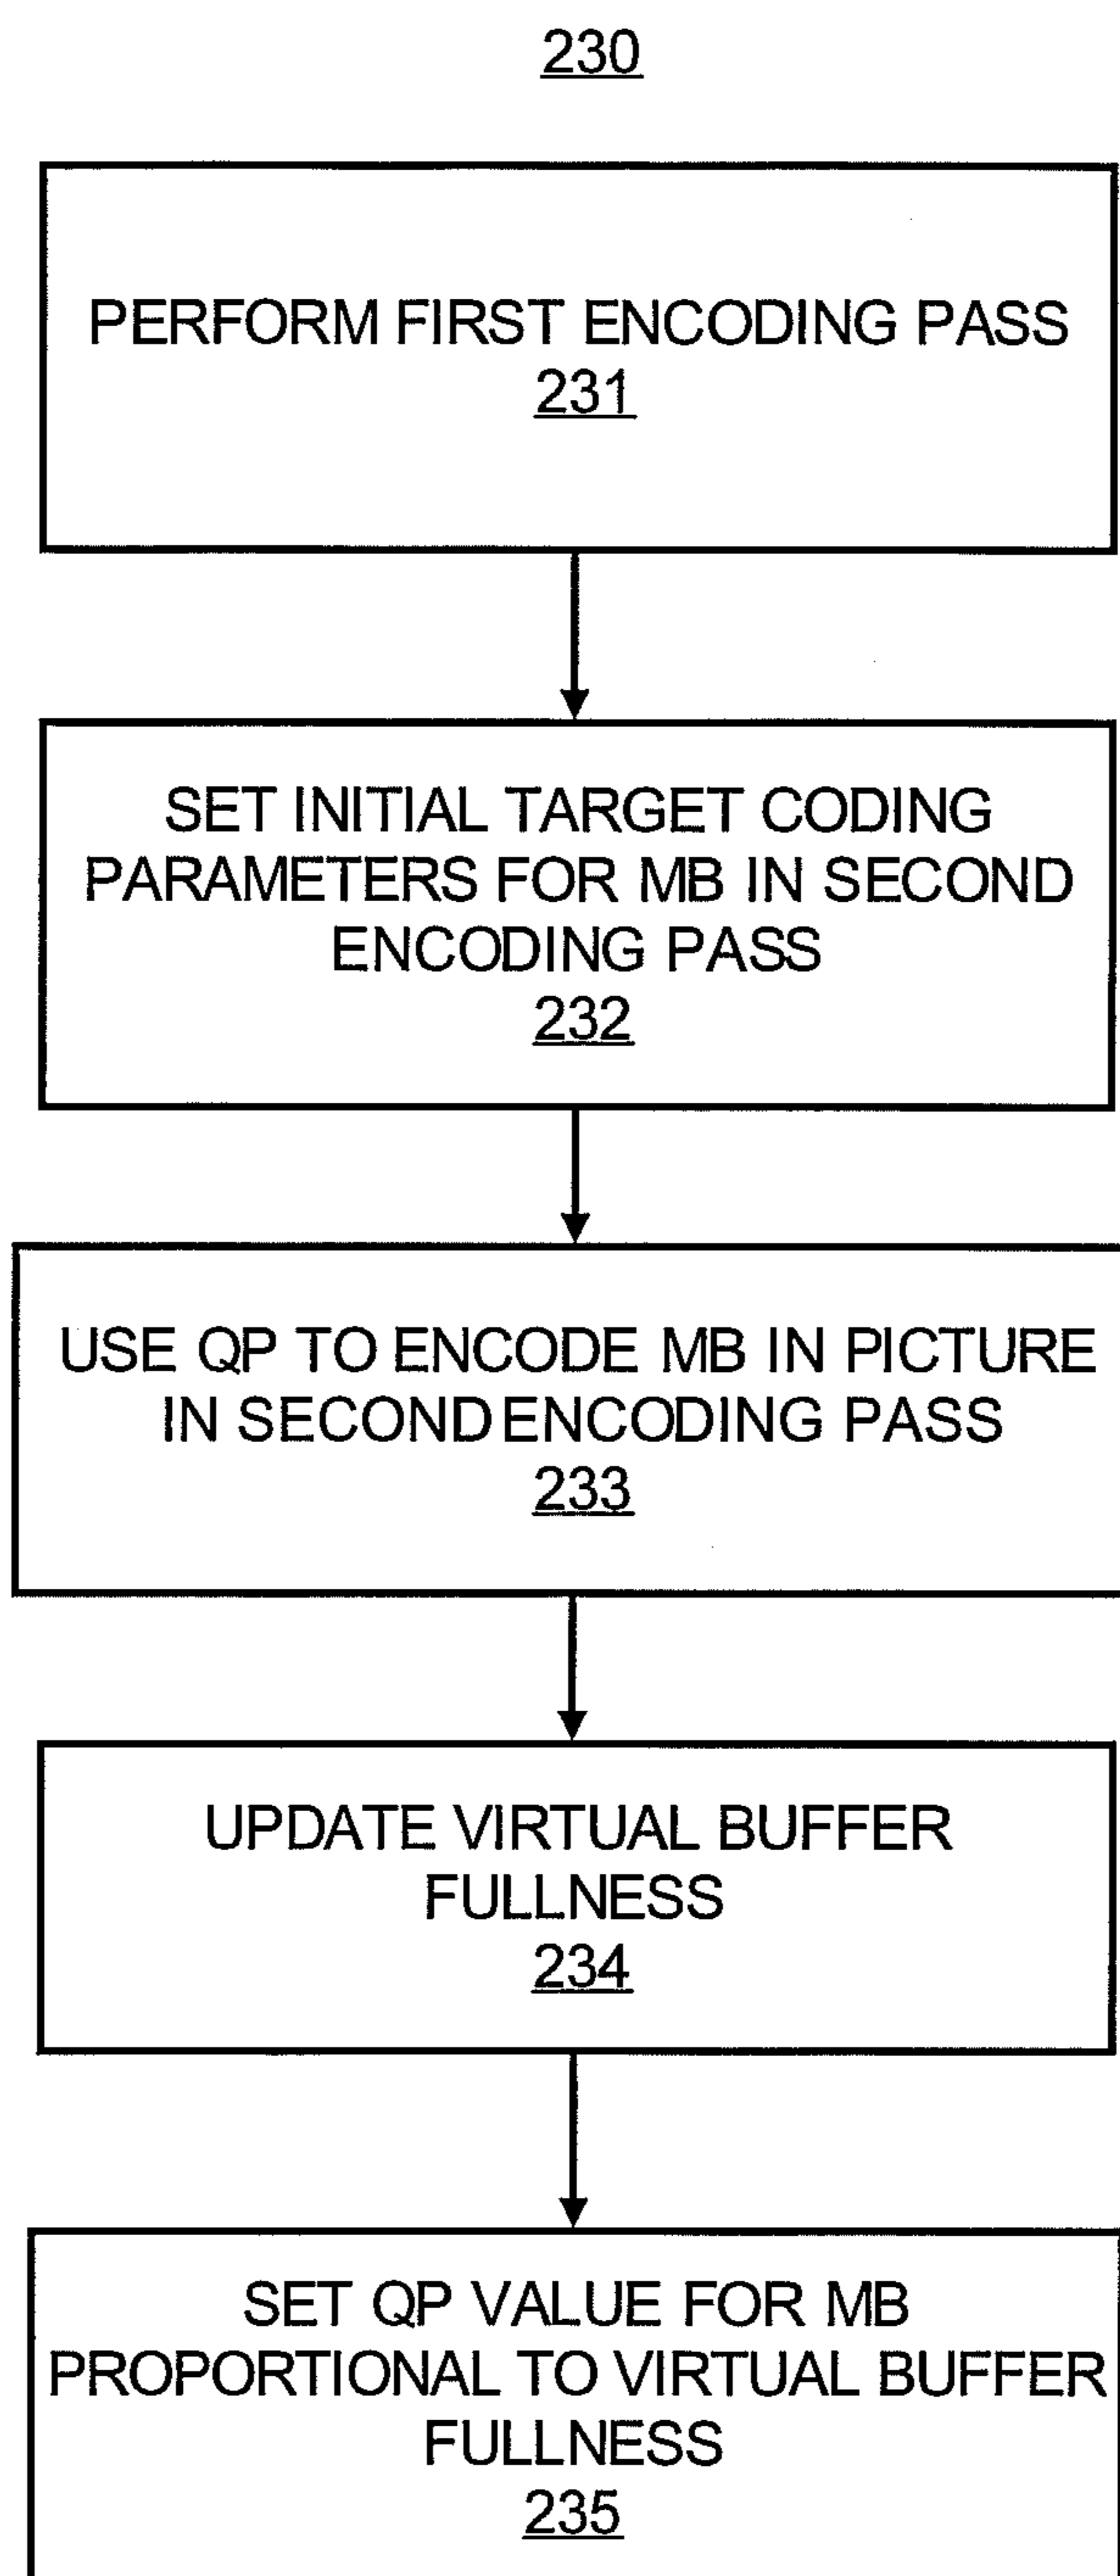 230
PERFORM FIRST ENCODING PASS
231
SET INITIAL TARGET CODING
PARAMETERS FOR MB IN SECOND
ENCODING PASS
232
USE QP TO ENCODE MB IN PICTURE
IN SECOND ENCODING PASS
233
UPDATE VIRTUAL BUFFER
FULLNESS
234
SET QP VALUE FOR MB
PROPORTIONAL TO VIRTUAL BUFFER
FULLNESS
235